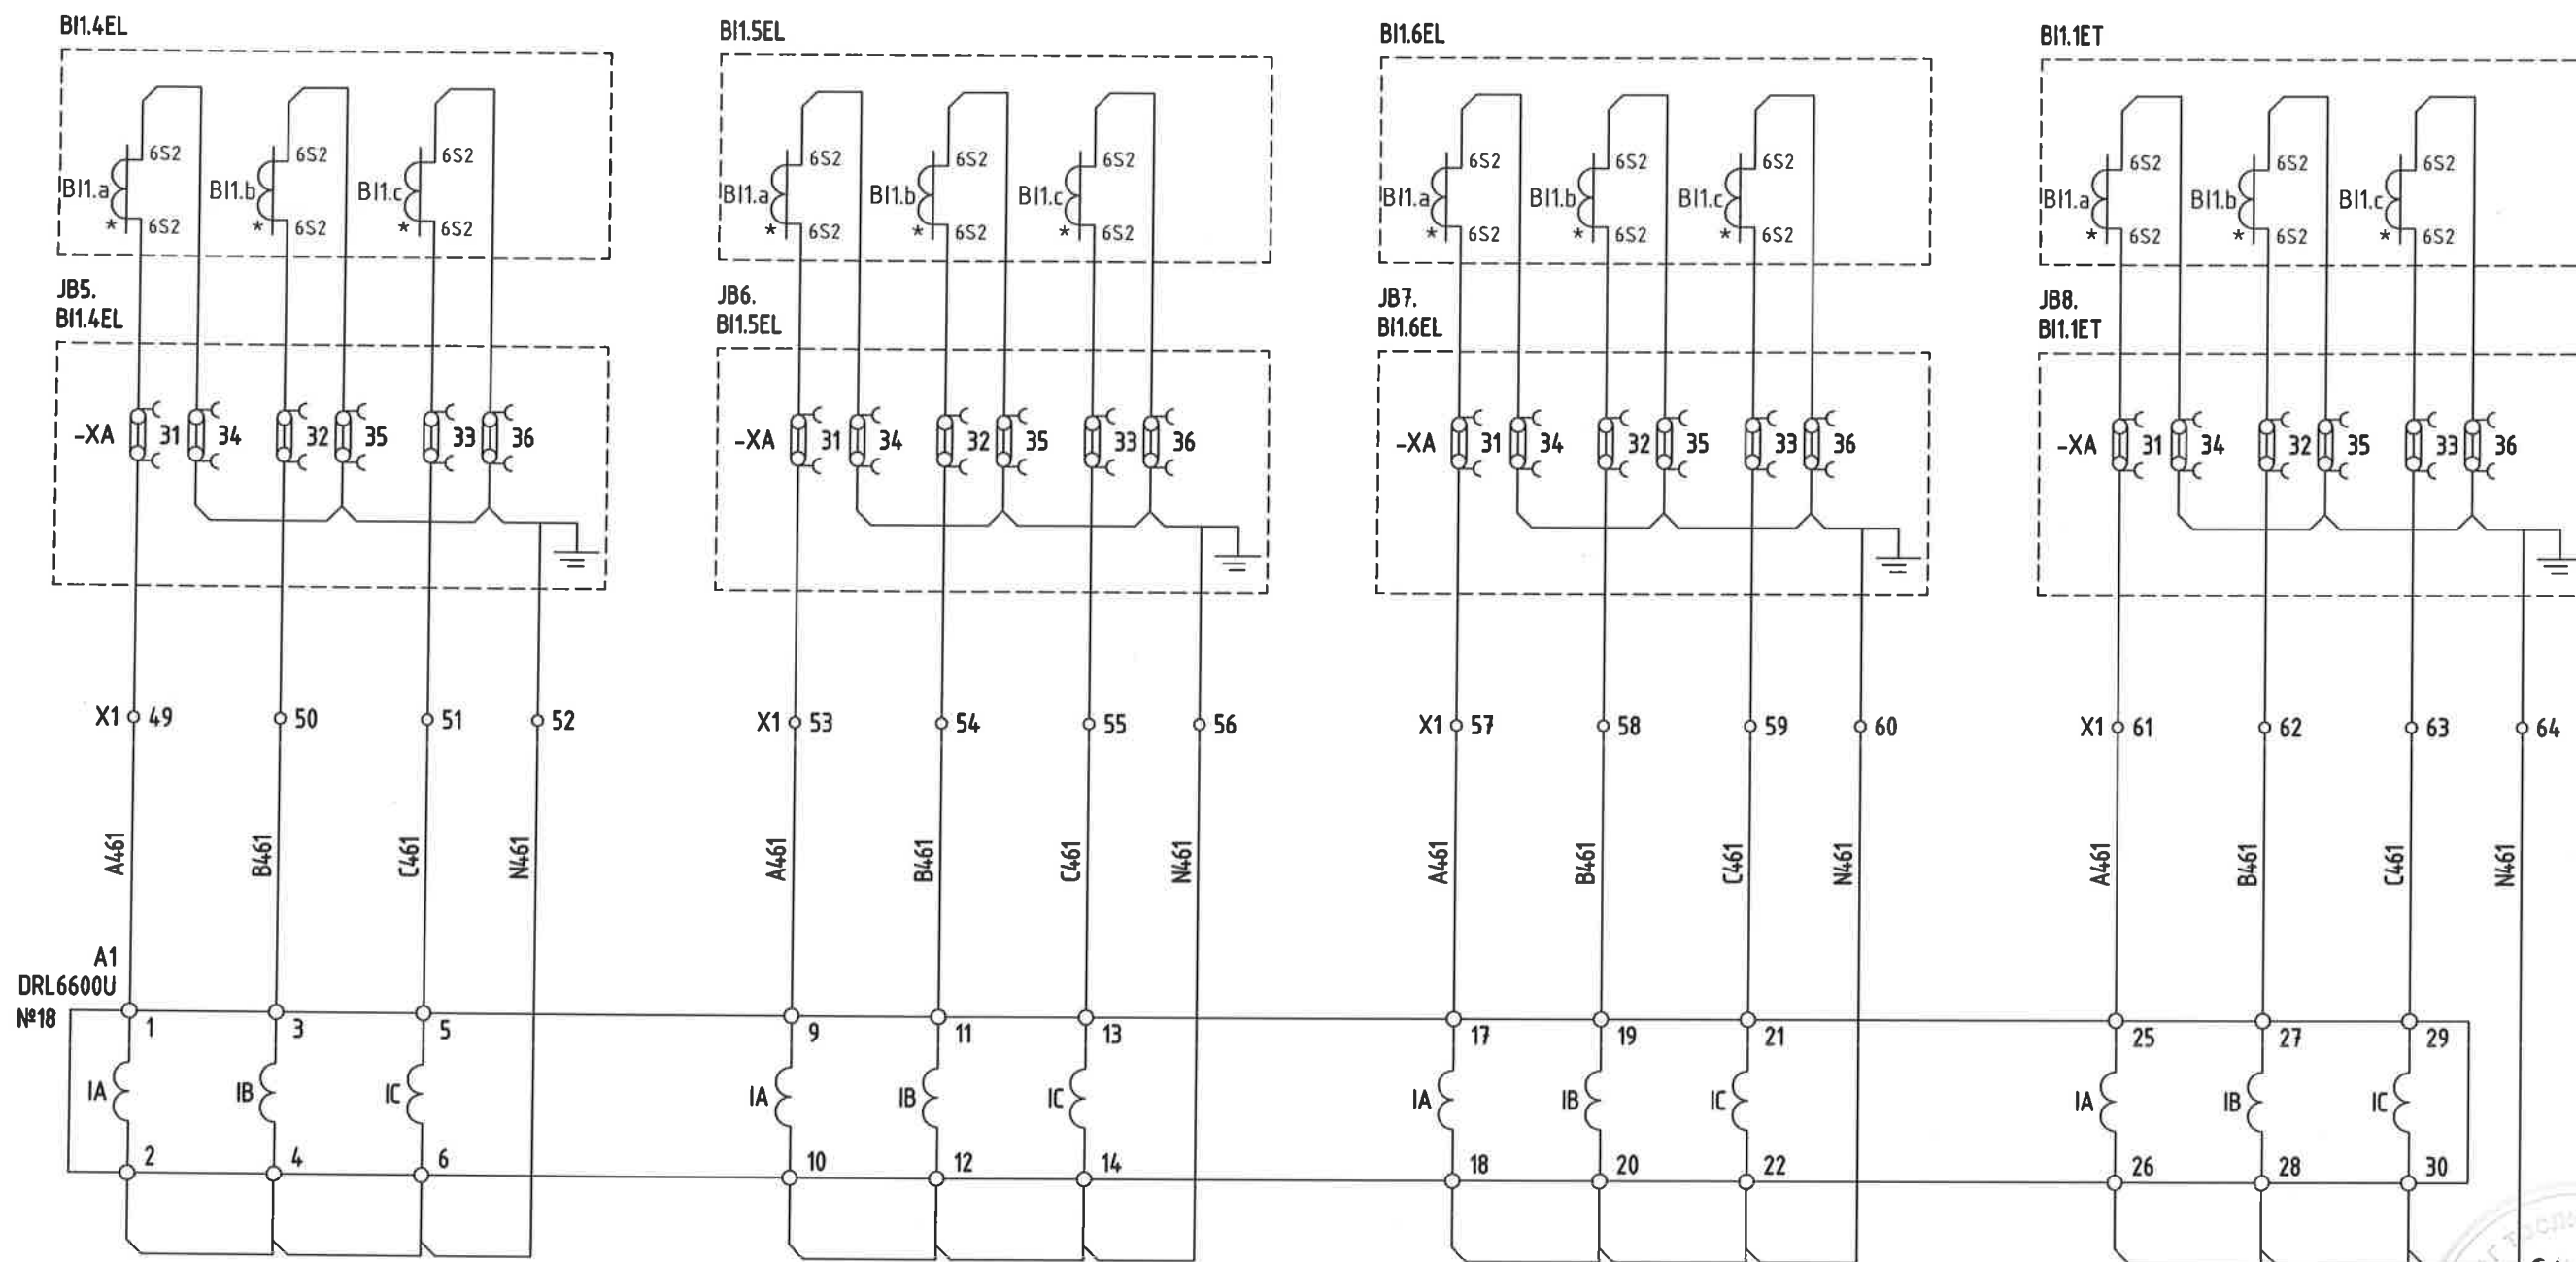 BI1.4EL
BI1.5EL
BI1.6EL
BI1.1ET
6S2 6S2 6S2 6S2 6S2 6S2 6S2 6S2 6S2 6S2 6S2 6S2
BI1.a BI1.b BI1.c BI1.a BI1.b BI1.c BI1.a BI1.b BI1.c BI1.a BI1.b BI1.c
* 6S2 * 6S2 * 6S2 * 6S2 * 6S2 * 6S2 * 6S2 * 6S2 * 6S2 * 6S2 * 6S2 * 6S2
JB5.
BI1.4EL
JB6.
BI1.5EL
JB7.
BI1.6EL
JB8.
BI1.1ET
-XA 31 34 32 35 33 36
-XA 31 34 32 35 33 36
-XA 31 34 32 35 33 36
-XA 31 34 32 35 33 36
X1 49 50 51 52
X1 53 54 55 56
X1 57 58 59 60
X1 61 62 63 64
A461 B461 C461 N461
A461 B461 C461 N461
A461 B461 C461 N461
A461 B461 C461 N461
A1
DRL6600U
№18
1 3 5 9 11 13 17 19 21 25 27 29
IA IB IC IA IB IC IA IB IC IA IB IC
2 4 6 10 12 14 18 20 22 26 28 30